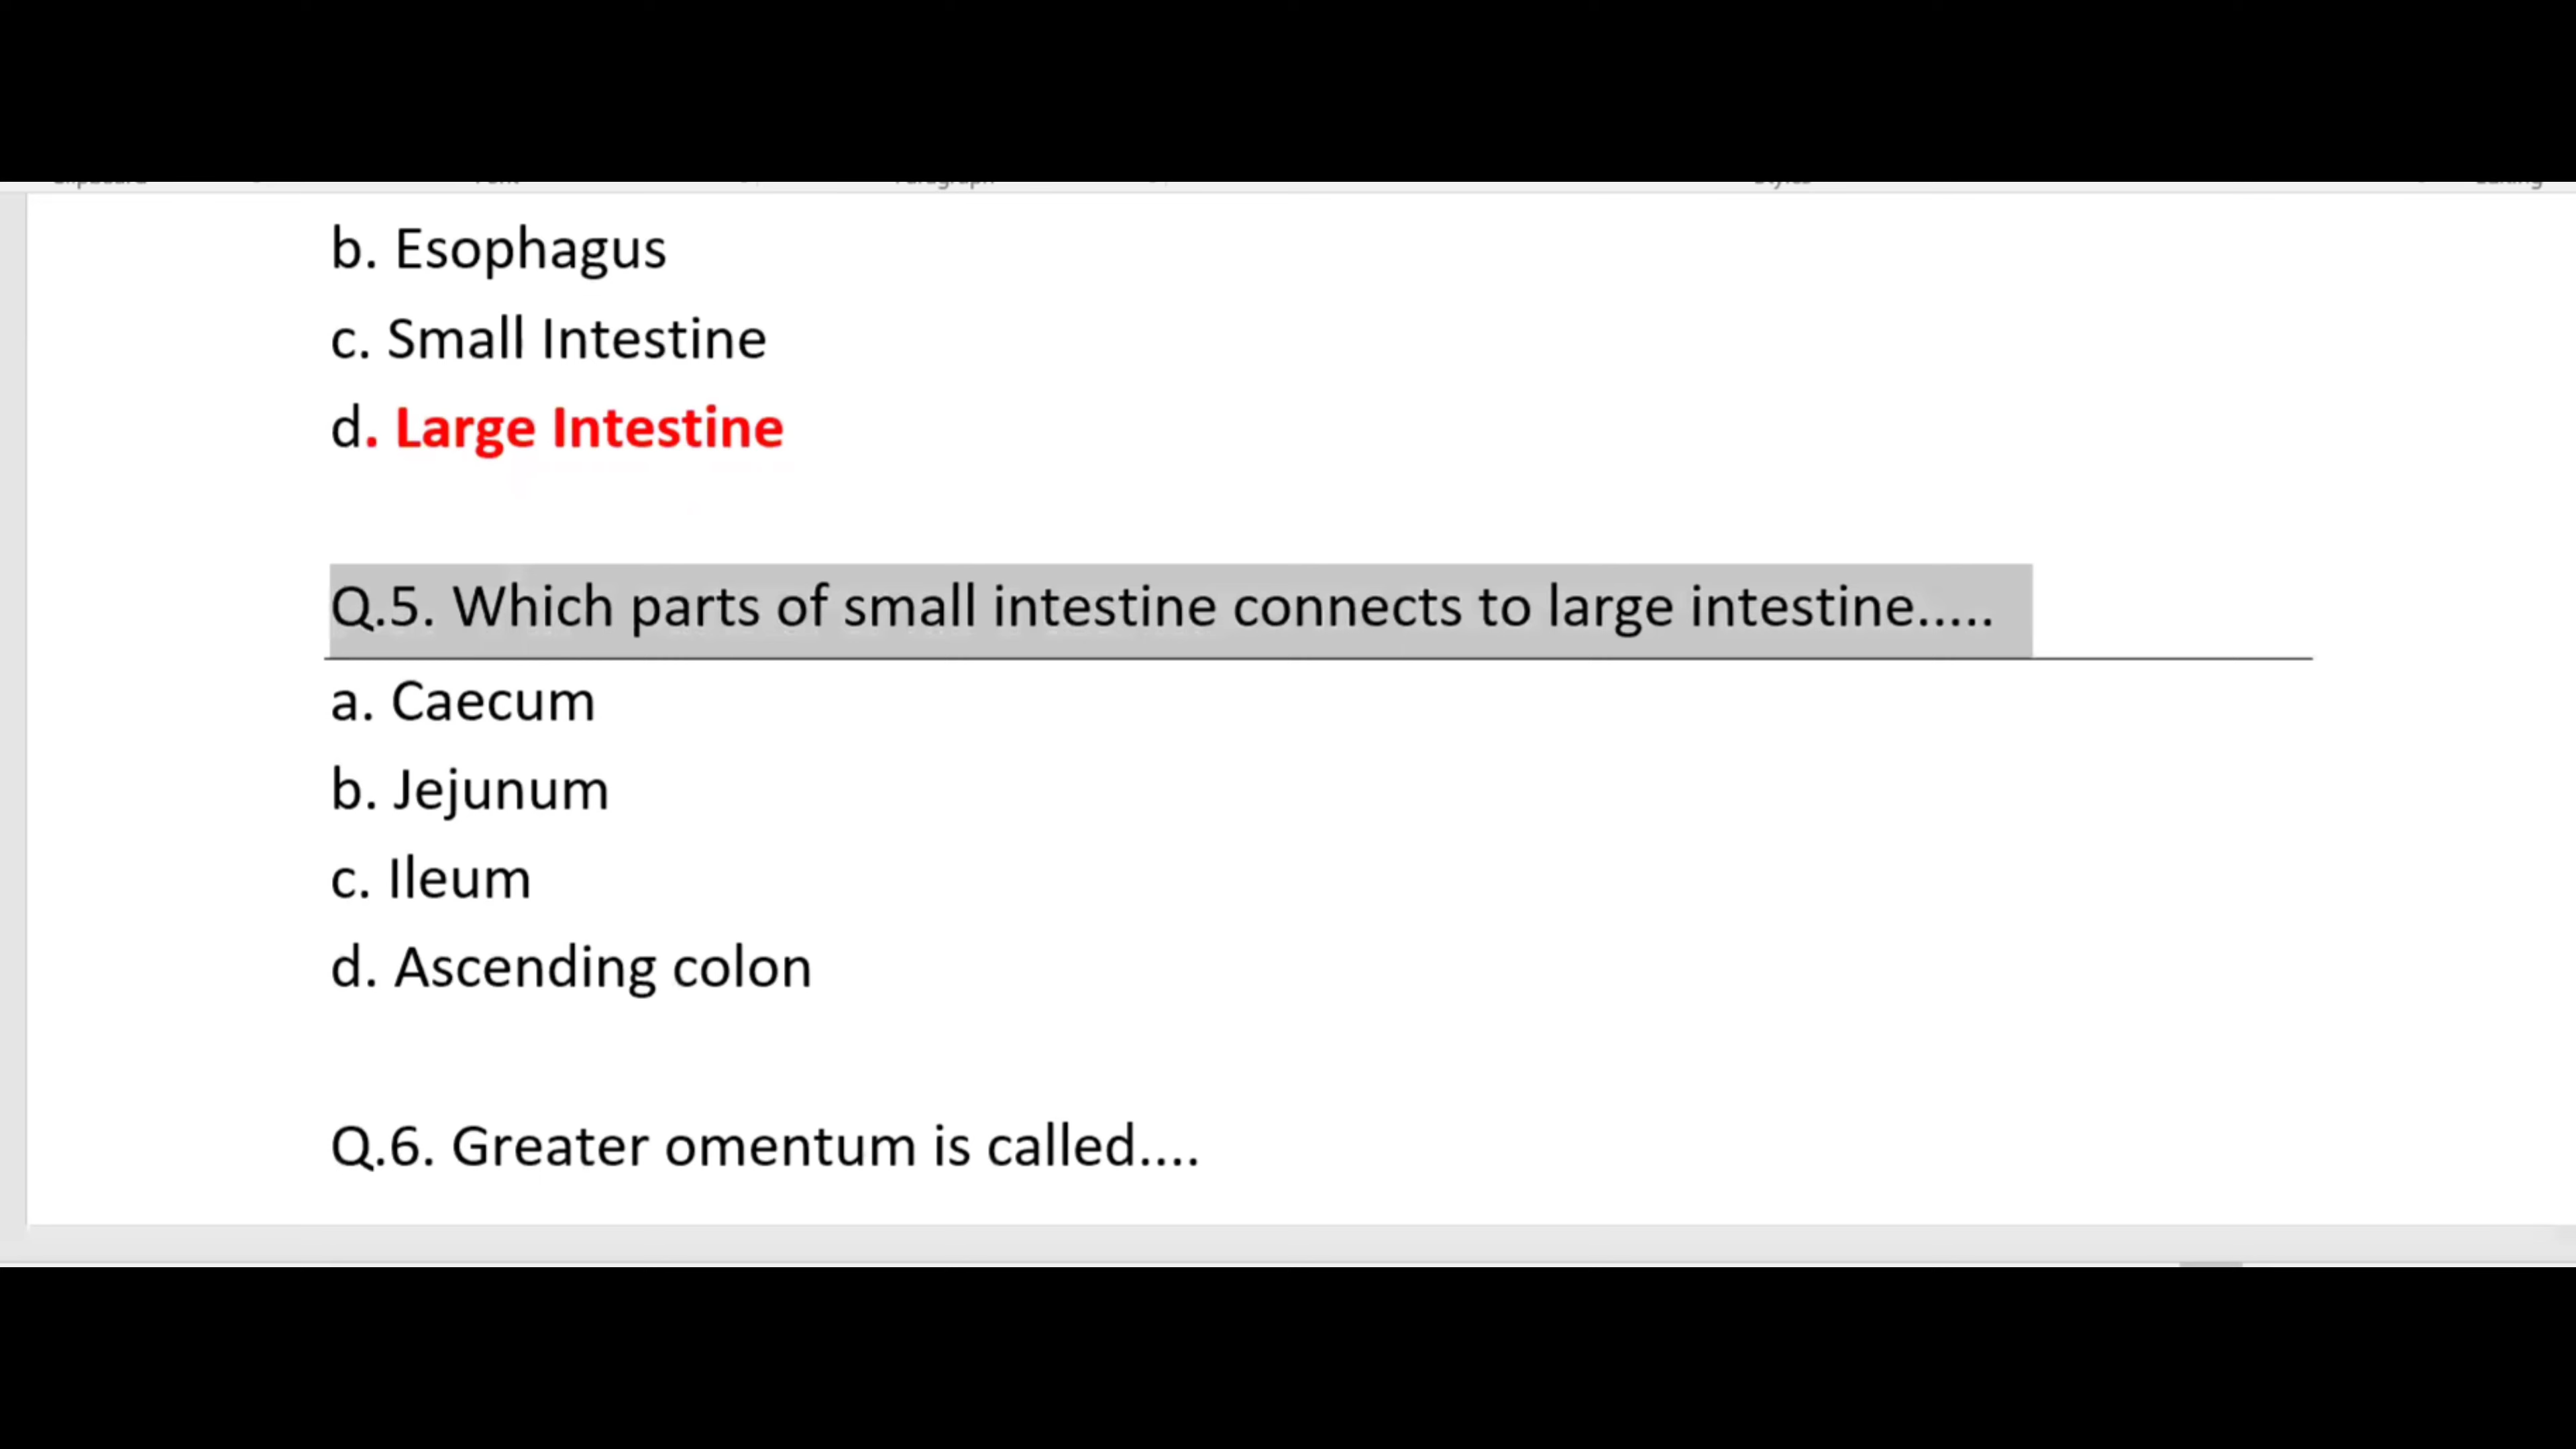 b. Esophagus
c. Small Intestine
d. Large Intestine
Q.5. Which parts of small intestine connects to large intestine.....
a. Caecum
b. Jejunum
c. Ileum
d. Ascending colon
Q.6. Greater omentum is called....